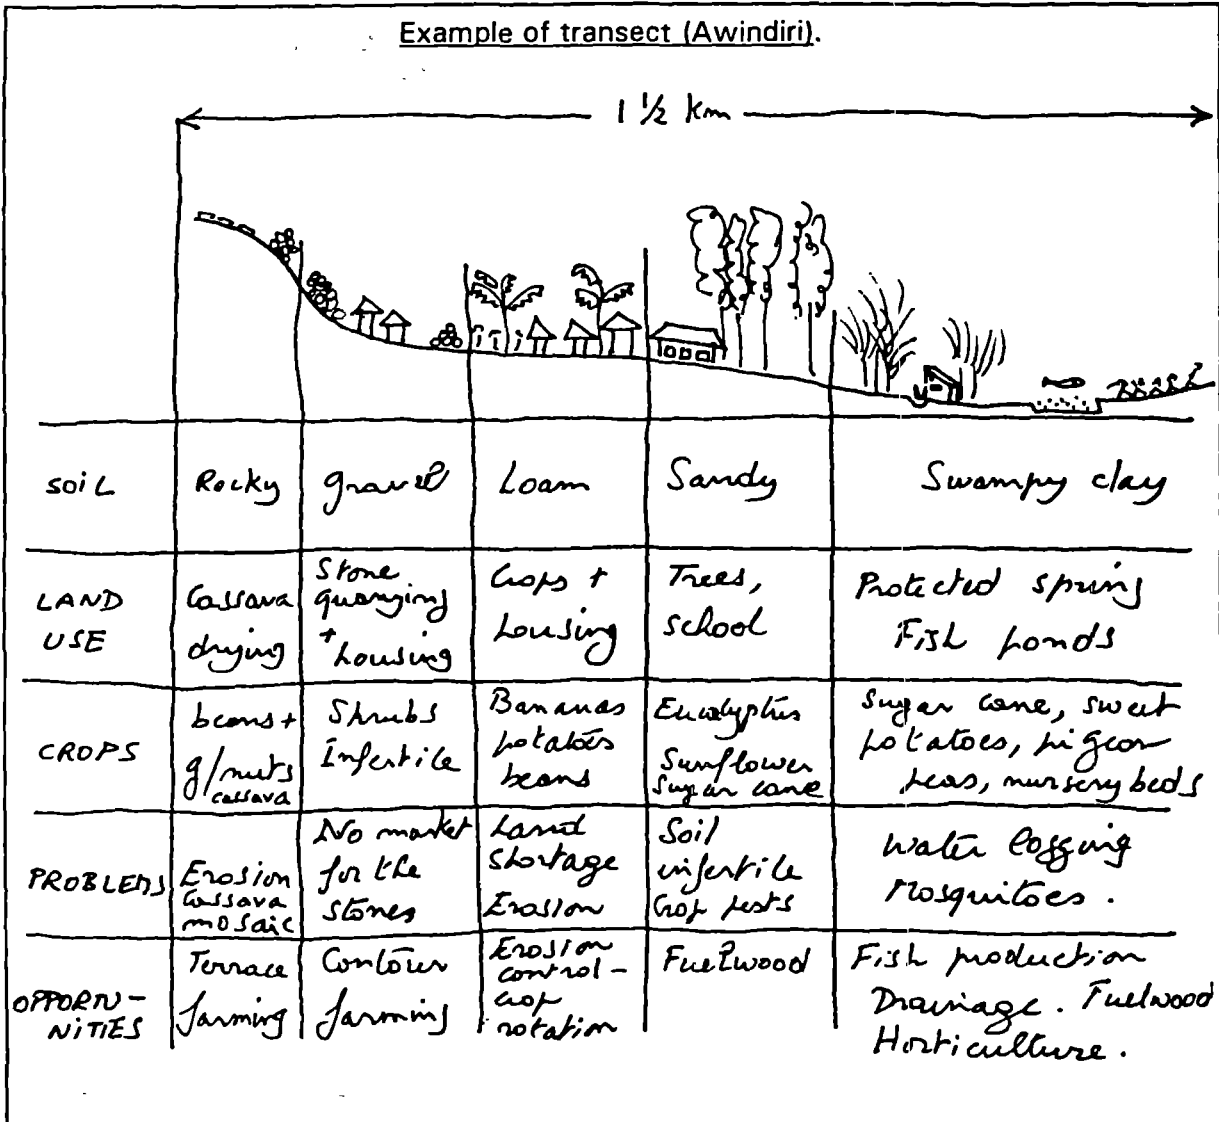 Example of transect (Awindiri).
1 ½ km
SOIL
Rocky
gravel
Loam
Sandy
Swampy clay
LAND
USE
Cassava
drying
Stone
quarrying
+ housing
Crops +
housing
Trees,
school
Protected spring
Fish ponds
CROPS
beans +
g/nuts
cassava
Shrubs
Infertile
Bananas
potatoes
beans
Eucalyptus
Sunflower
Sugar cane
Sugar cane, sweet
potatoes, pigeon
peas, nursery beds
PROBLEMS
Erosion
Cassava
mosaic
No market
for the
stones
Land
shortage
Erosion
Soil
infertile
Crop pests
Water logging
Mosquitoes.
OPPORTU-
NITIES
Terrace
farming
Contour
farming
Erosion
control -
crop
rotation
Fuelwood
Fish production
Drainage. Fuelwood
Horticulture.